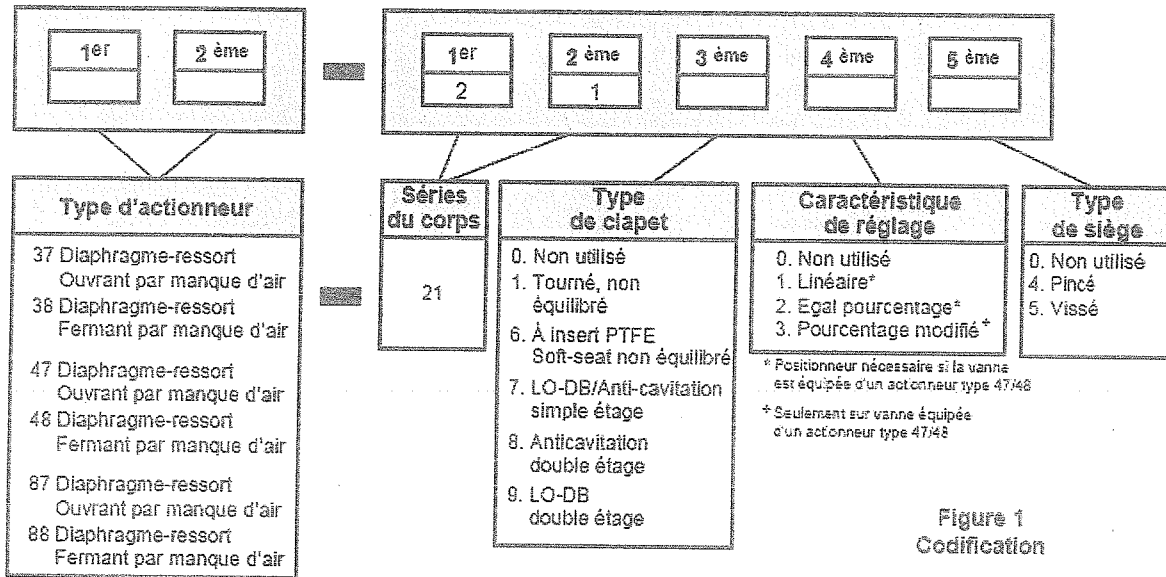 1er
2 ème
1er
2 ème
3 ème
4 ème
5 ème
2
1
Type d'actionneur
37 Diaphragme-ressort
Ouvrant par manque d'air
38 Diaphragme-ressort
Fermant par manque d'air
47 Diaphragme-ressort
Ouvrant par manque d'air
48 Diaphragme-ressort
Fermant par manque d'air
87 Diaphragme-ressort
Ouvrant par manque d'air
88 Diaphragme-ressort
Fermant par manque d'air
Séries
du corps
21
Type
de clapet
0. Non utilisé
1. Tourné, non
équilibré
6. À insert PTFE
Soft-seat non équilibré
7. LO-DB/Anti-cavitation
simple étage
8. Anticavitation
double étage
9. LO-DB
double étage
Caractéristique
de réglage
0. Non utilisé
1. Linéaire*
2. Egal pourcentage*
3. Pourcentage modifié+
* Positionneur nécessaire si la vanne
est équipée d'un actionneur type 47/48
+ Seulement sur vanne équipée
d'un actionneur type 47/48
Type
de siège
0. Non utilisé
4. Pincé
5. Vissé
Figure 1
Codification